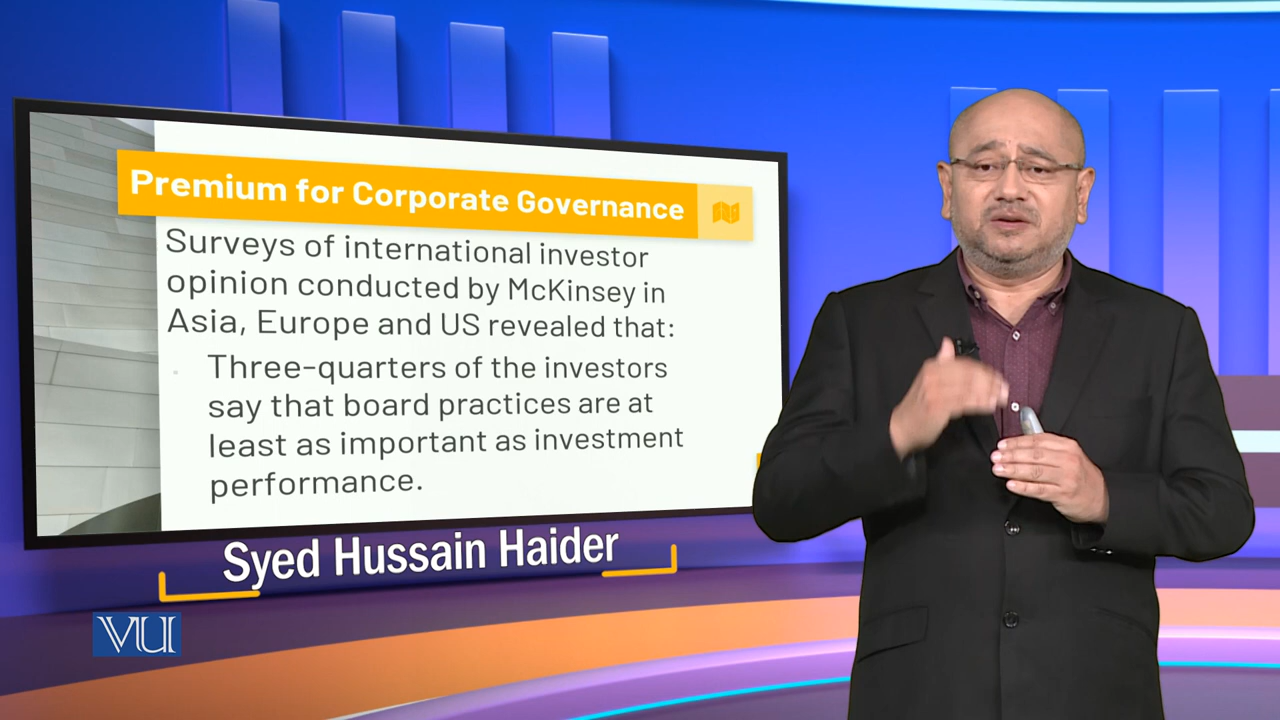 Premium for Corporate Governance
Surveys of international investor
opinion conducted by McKinsey in
Asia, Europe and US revealed that:
Three-quarters of the investors
say that board practices are at
least as important as investment
performance.
Syed Hussain Haider
VU